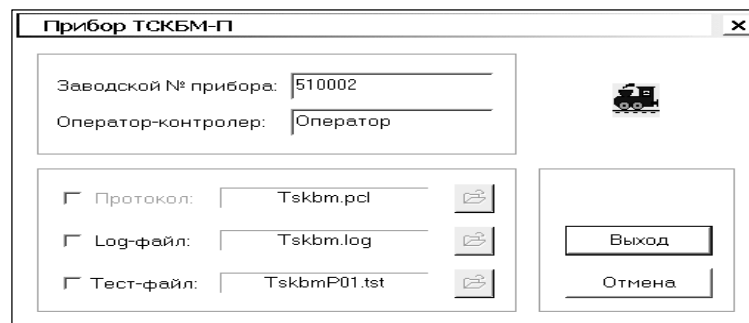 Прибор ТСКБМ-П
Заводской № прибора: 510002
Оператор-контролер: Оператор
Протокол: Tskbm.pcl
Log-файл: Tskbm.log
Тест-файл: TskbmP01.tst
Выход
Отмена